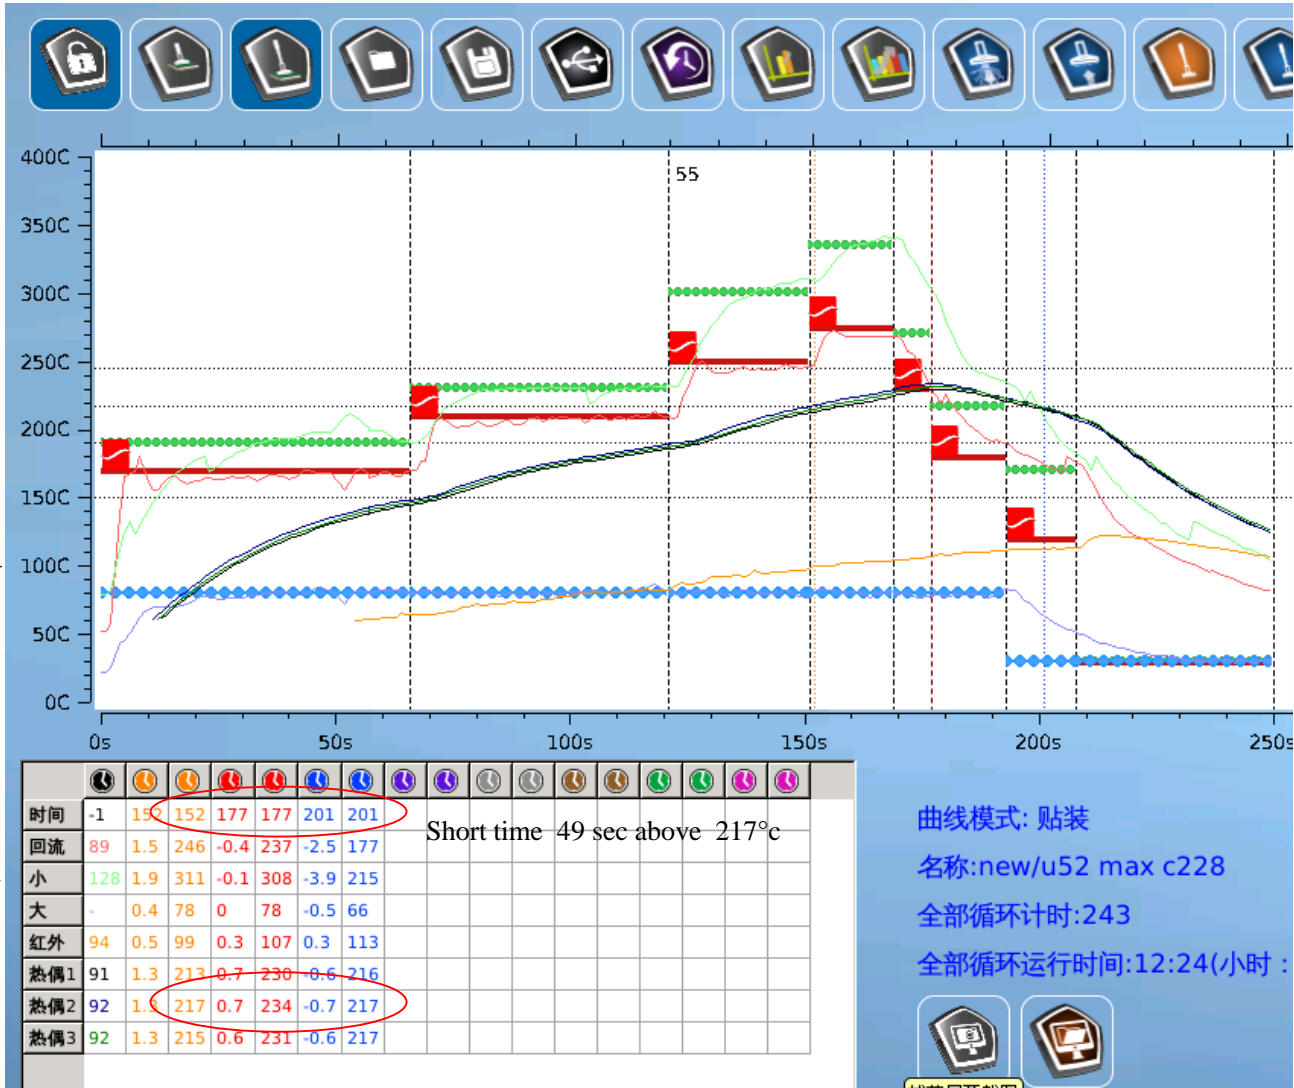 400C
55
350C
300C
250C
200C
150C
100C
50C
0C
0s 50s 100s 150s 200s 250s
时间 -1 152 152 177 177 201 201
Short time 49 sec above 217°c
回流 89 1.5 246 -0.4 237 -2.5 177
小 128 1.9 311 -0.1 308 -3.9 215
大 - 0.4 78 0 78 -0.5 66
红外 94 0.5 99 0.3 107 0.3 113
热偶1 91 1.3 213 0.7 230 -0.6 216
热偶2 92 1.3 217 0.7 234 -0.7 217
热偶3 92 1.3 215 0.6 231 -0.6 217
曲线模式: 贴装
名称:new/u52 max c228
全部循环计时:243
全部循环运行时间:12:24(小时：